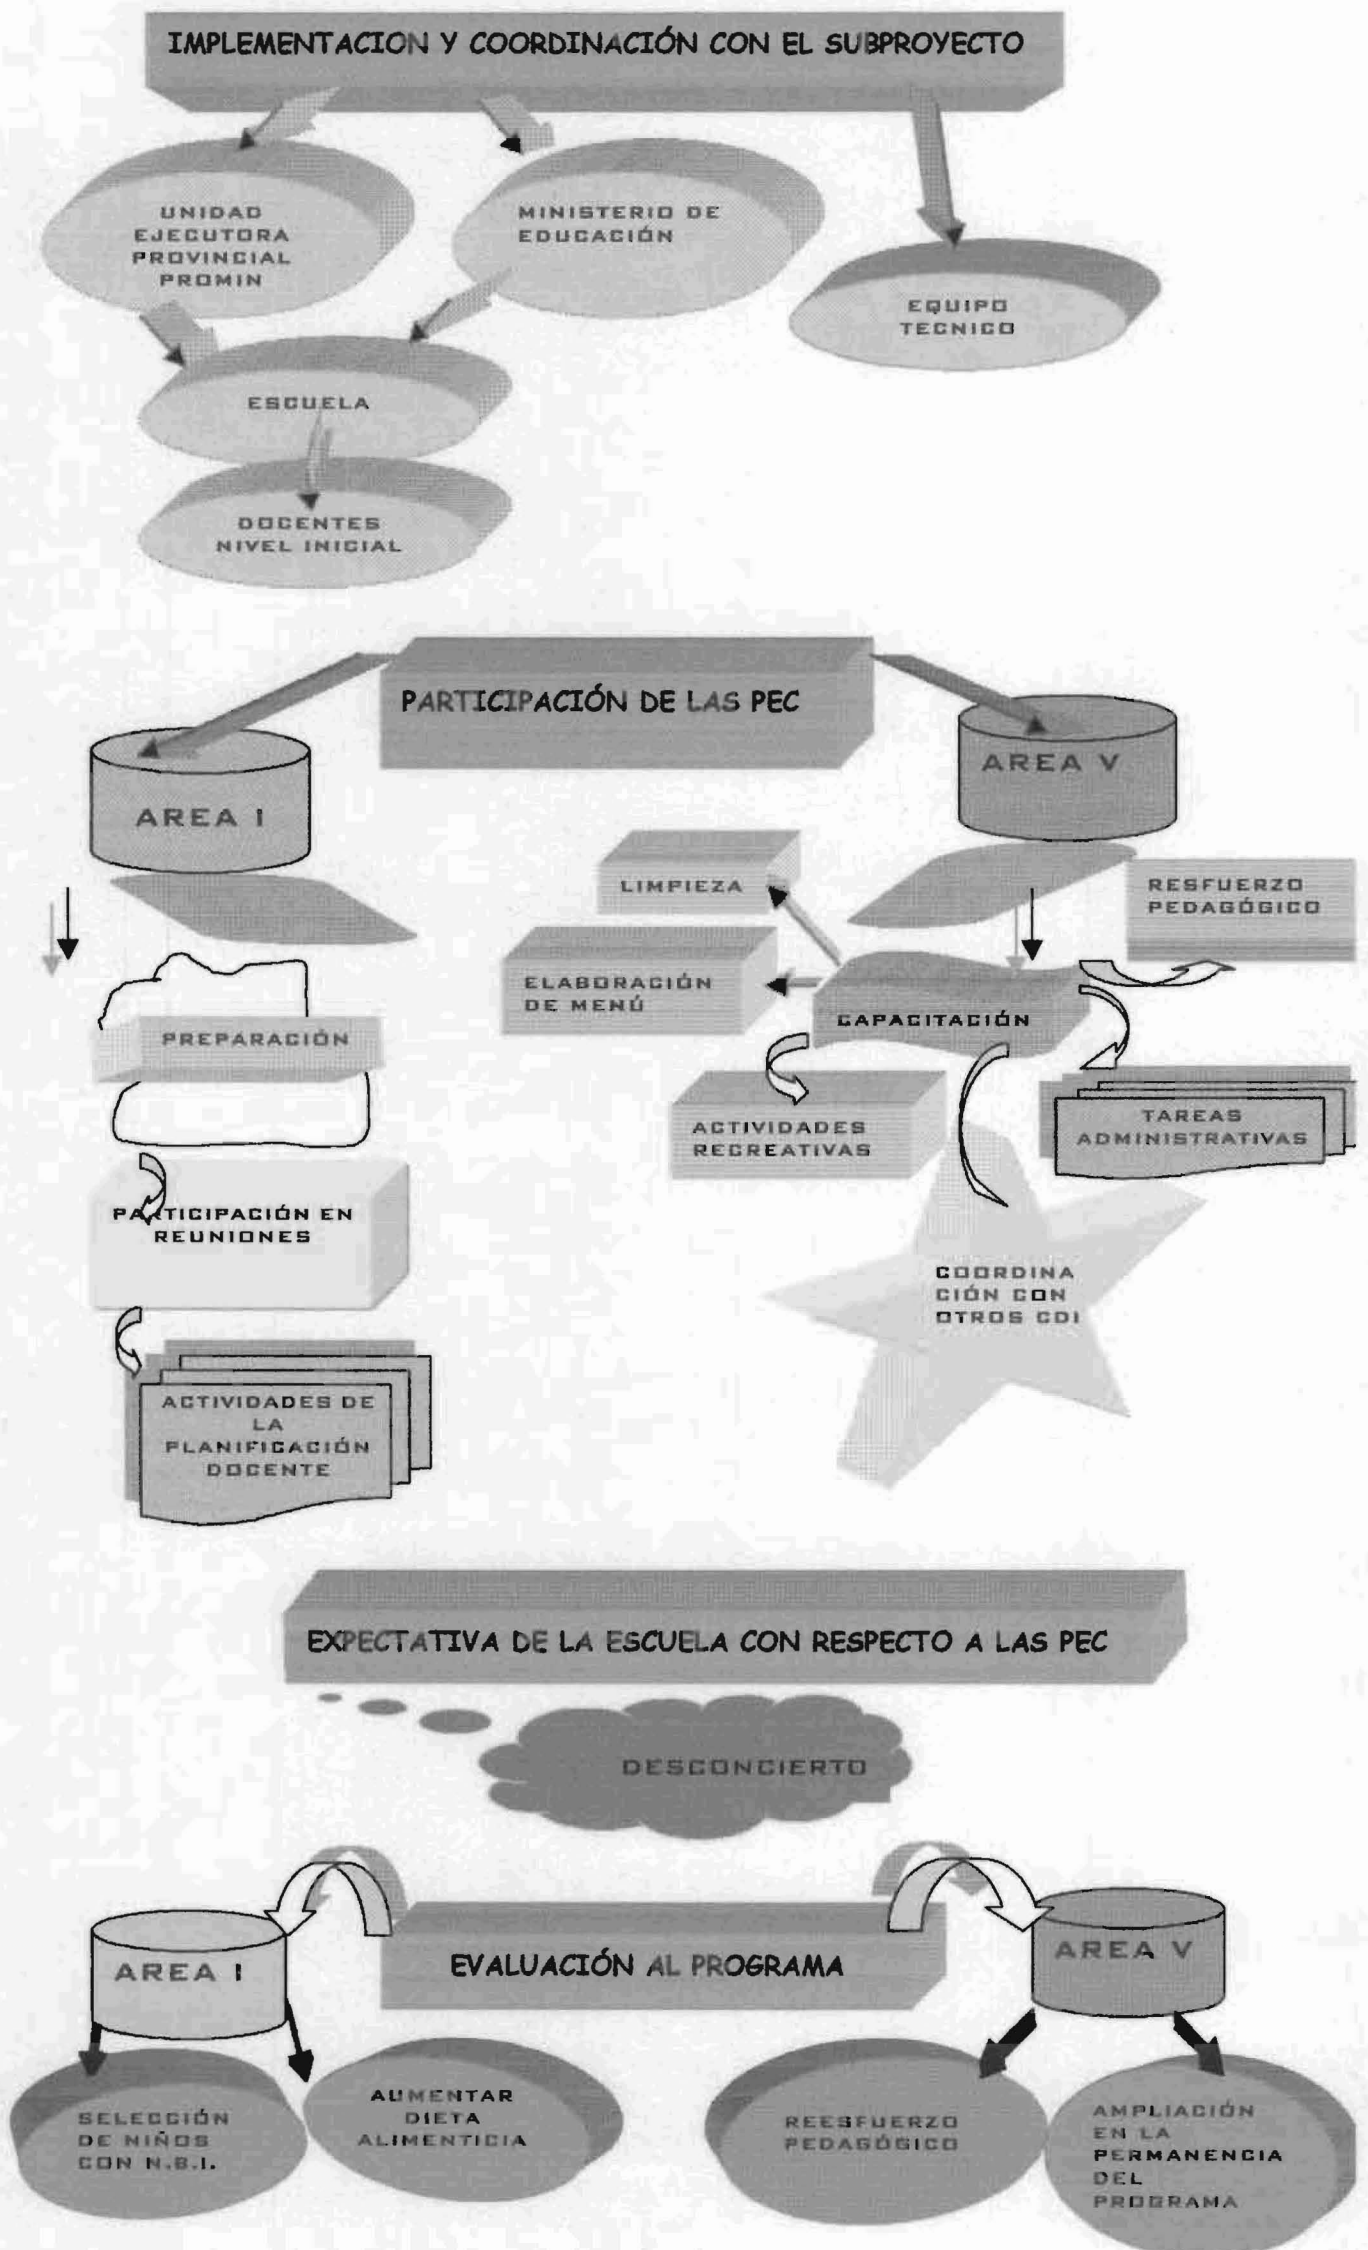 IMPLEMENTACION Y COORDINACIÓN CON EL SUBPROYECTO
UNIDAD
EJECUTORA
PROVINCIAL
PROMIN
MINISTERIO DE
EDUCACIÓN
EQUIPO
TECNICO
ESCUELA
DOCENTES
NIVEL INICIAL
PARTICIPACIÓN DE LAS PEC
AREA I
AREA V
LIMPIEZA
RESFUERZO
PEDAGÓGICO
ELABORACIÓN
DE MENÚ
CAPACITACIÓN
PREPARACIÓN
ACTIVIDADES
RECREATIVAS
TAREAS
ADMINISTRATIVAS
PARTICIPACIÓN EN
REUNIONES
COORDINA
CIÓN CON
OTROS CDI
ACTIVIDADES DE
LA
PLANIFICACIÓN
DOCENTE
EXPECTATIVA DE LA ESCUELA CON RESPECTO A LAS PEC
DESCONCIERTO
EVALUACIÓN AL PROGRAMA
AREA I
AREA V
SELECCIÓN
DE NIÑOS
CON N.B.I.
AUMENTAR
DIETA
ALIMENTICIA
REESFUERZO
PEDAGÓGICO
AMPLIACIÓN
EN LA
PERMANENCIA
DEL
PROGRAMA